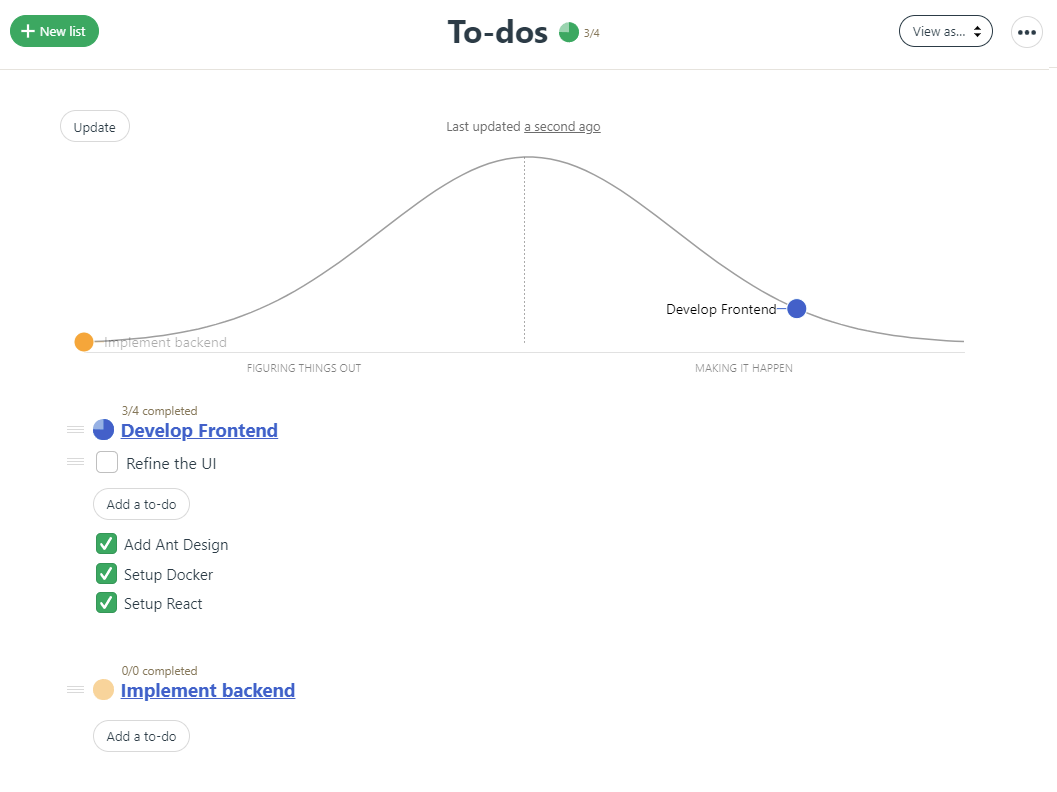 New list
To-dos 3/4
View as...
Update
Last updated a second ago
Develop Frontend
Implement backend
FIGURING THINGS OUT
MAKING IT HAPPEN
3/4 completed
Develop Frontend
Refine the UI
Add a to-do
Add Ant Design
Setup Docker
Setup React
0/0 completed
Implement backend
Add a to-do